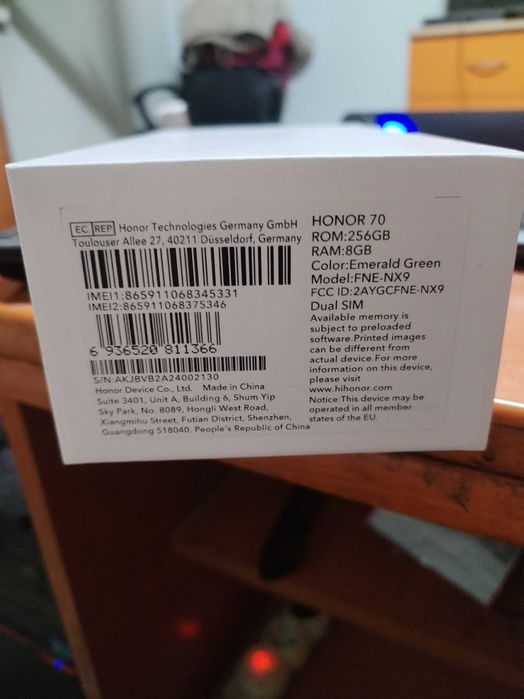 EC REP Honor Technologies Germany GmbH
Toulouser Allee 27, 40211 Düsseldorf, Germany
IMEI1:865911068345331
IMEI2:865911068375346
6 936520 811366
S/N:AKJBVB2A24002130
Honor Device Co., Ltd. Made in China
Suite 3401, Unit A, Building 6, Shum Yip
Sky Park, No. 8089, Hongli West Road,
Xiangmihu Street, Futian District, Shenzhen,
Guangdong 518040, People's Republic of China
HONOR 70
ROM:256GB
RAM:8GB
Color:Emerald Green
Model:FNE-NX9
FCC ID:2AYGCFNE-NX9
Dual SIM
Available memory is
subject to preloaded
software.Printed images
can be different from
actual device.For more
information on this device,
please visit
www.hihonor.com
Notice:This device may be
operated in all member
states of the EU.